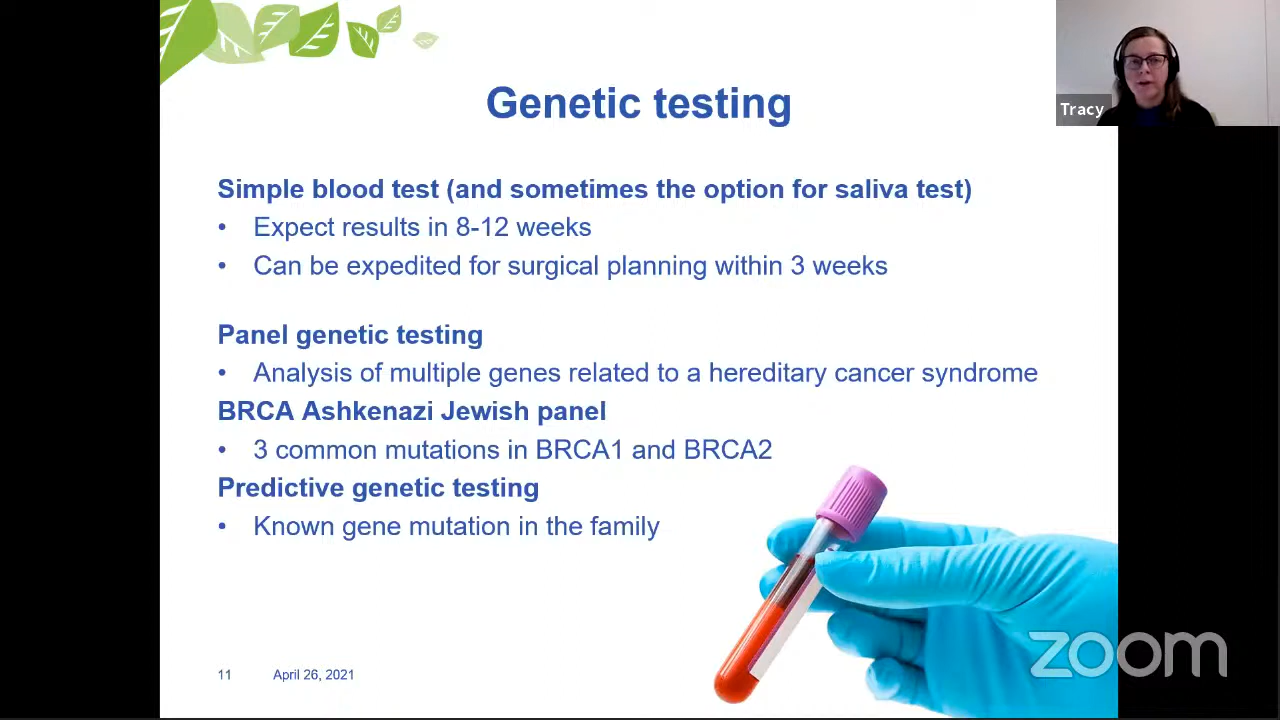 Genetic testing
Tracy
Simple blood test (and sometimes the option for saliva test)
• Expect results in 8-12 weeks
• Can be expedited for surgical planning within 3 weeks
Panel genetic testing
• Analysis of multiple genes related to a hereditary cancer syndrome
BRCA Ashkenazi Jewish panel
• 3 common mutations in BRCA1 and BRCA2
Predictive genetic testing
• Known gene mutation in the family
11 April 26, 2021
zoom